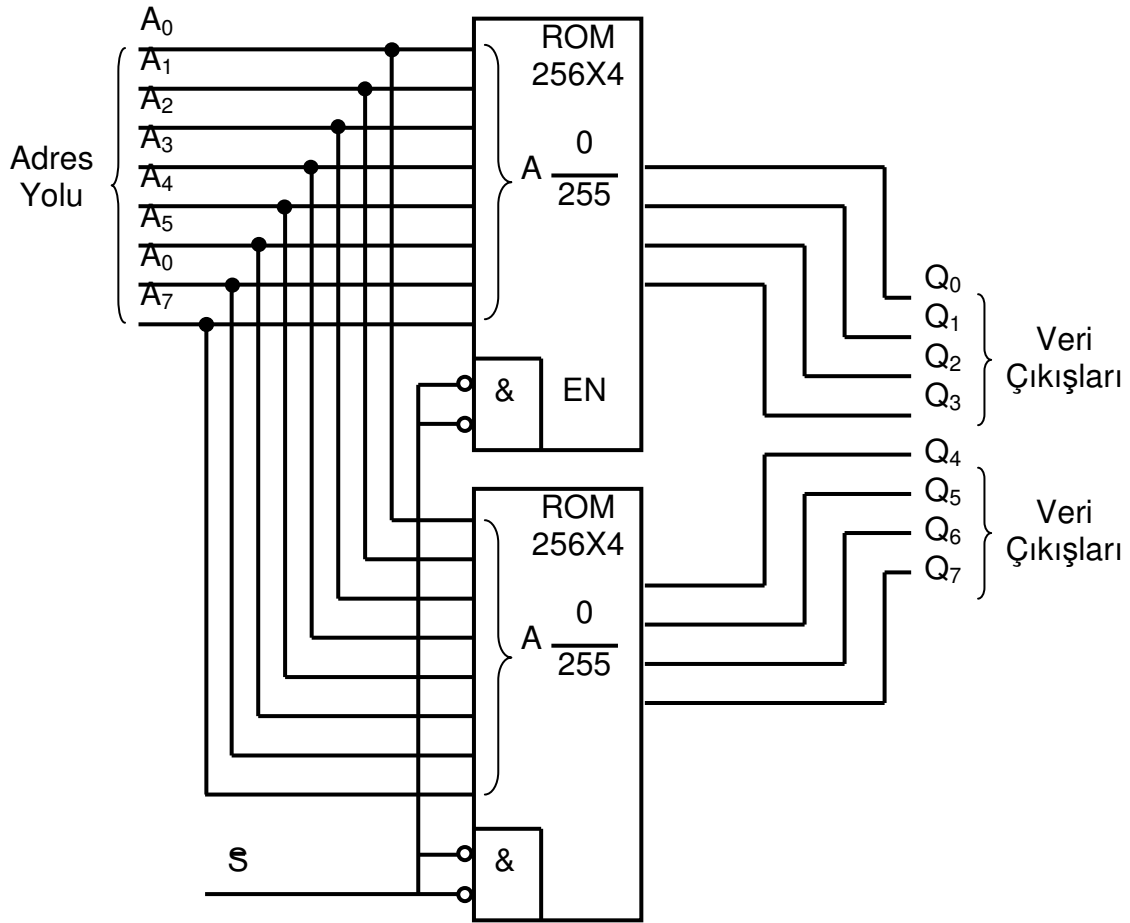 A₀
A₁
A₂
A₃
A₄
A₅
A₀
A₇
Adres
Yolu
ROM
256X4
A 0
255
&
EN
Q₀
Q₁
Q₂
Q₃
Veri
Çıkışları
Q₄
Q₅
Q₆
Q₇
Veri
Çıkışları
ROM
256X4
A 0
255
&
S̄